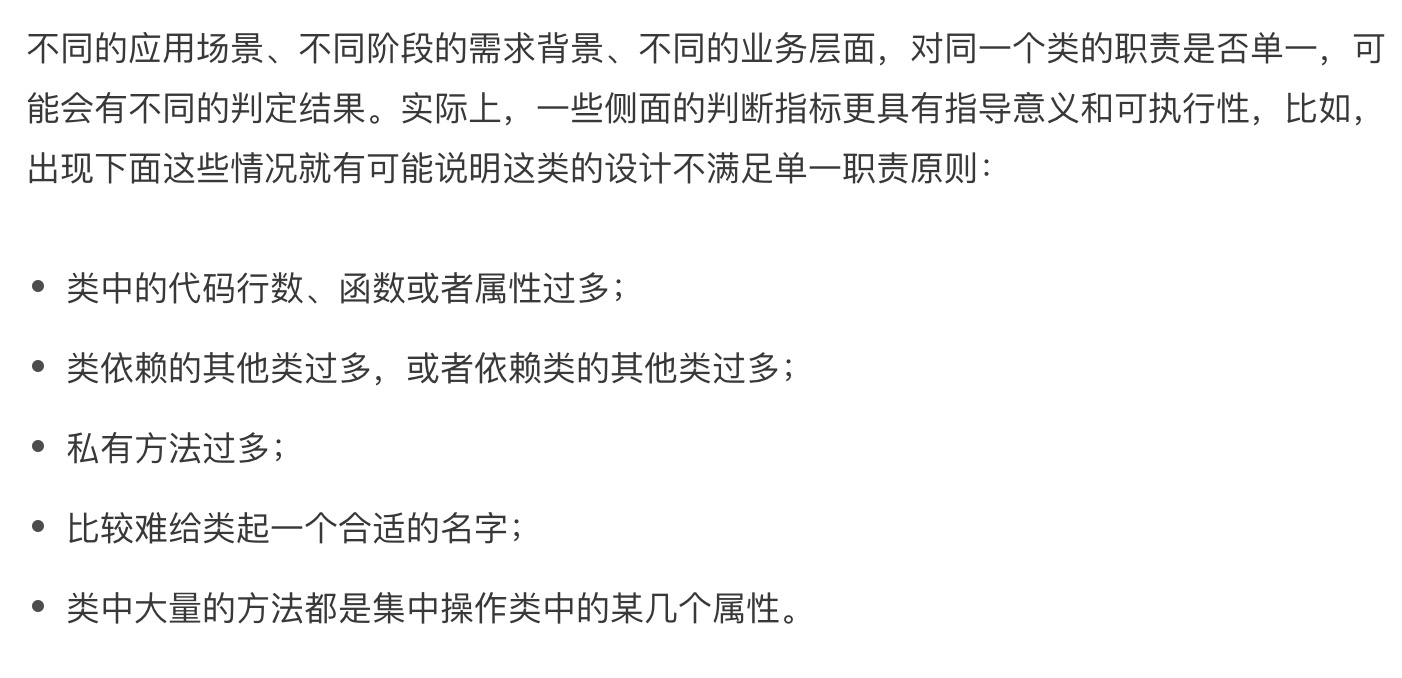 不同的应用场景、不同阶段的需求背景、不同的业务层面，对同一个类的职责是否单一，可
能会有不同的判定结果。实际上，一些侧面的判断指标更具有指导意义和可执行性，比如，
出现下面这些情况就有可能说明这类的设计不满足单一职责原则：
• 类中的代码行数、函数或者属性过多；
• 类依赖的其他类过多，或者依赖类的其他类过多；
• 私有方法过多；
• 比较难给类起一个合适的名字；
• 类中大量的方法都是集中操作类中的某几个属性。